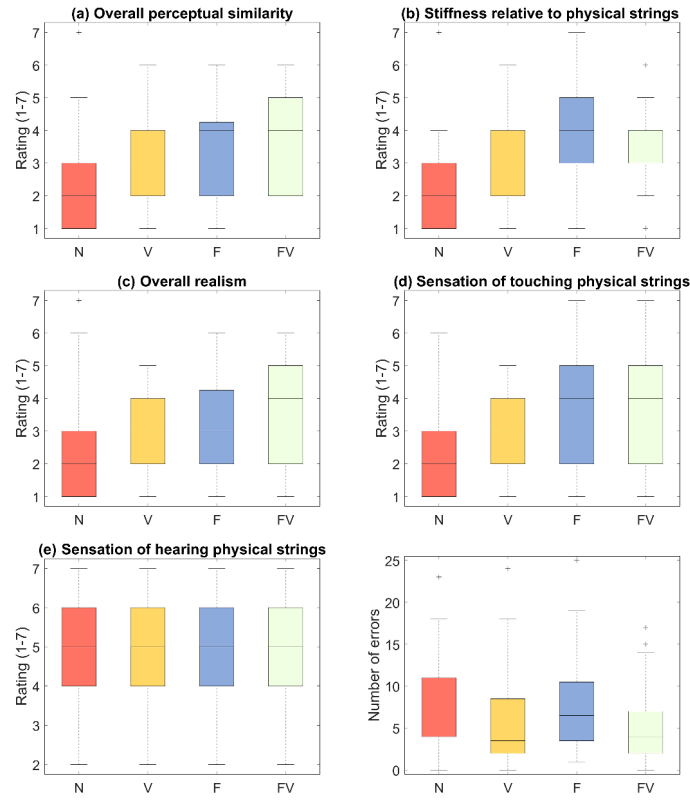 (a) Overall perceptual similarity
Rating (1-7)
7
6
5
4
3
2
1
N V F FV
(b) Stiffness relative to physical strings
Rating (1-7)
7
6
5
4
3
2
1
N V F FV
(c) Overall realism
Rating (1-7)
7
6
5
4
3
2
1
N V F FV
(d) Sensation of touching physical strings
Rating (1-7)
7
6
5
4
3
2
1
N V F FV
(e) Sensation of hearing physical strings
Rating (1-7)
7
6
5
4
3
2
N V F FV
Number of errors
25
20
15
10
5
0
N V F FV